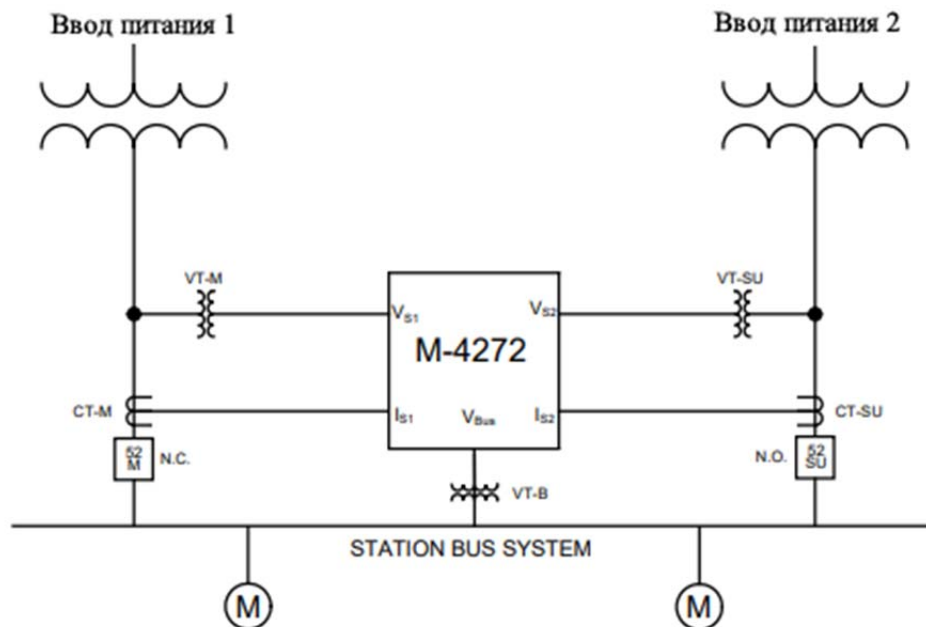 Ввод питания 1
Ввод питания 2
VT-M
VT-SU
VS1
VS2
M-4272
CT-M
IS1
VBus
IS2
CT-SU
52
M
N.C.
N.O.
52
SU
VT-B
STATION BUS SYSTEM
M
M